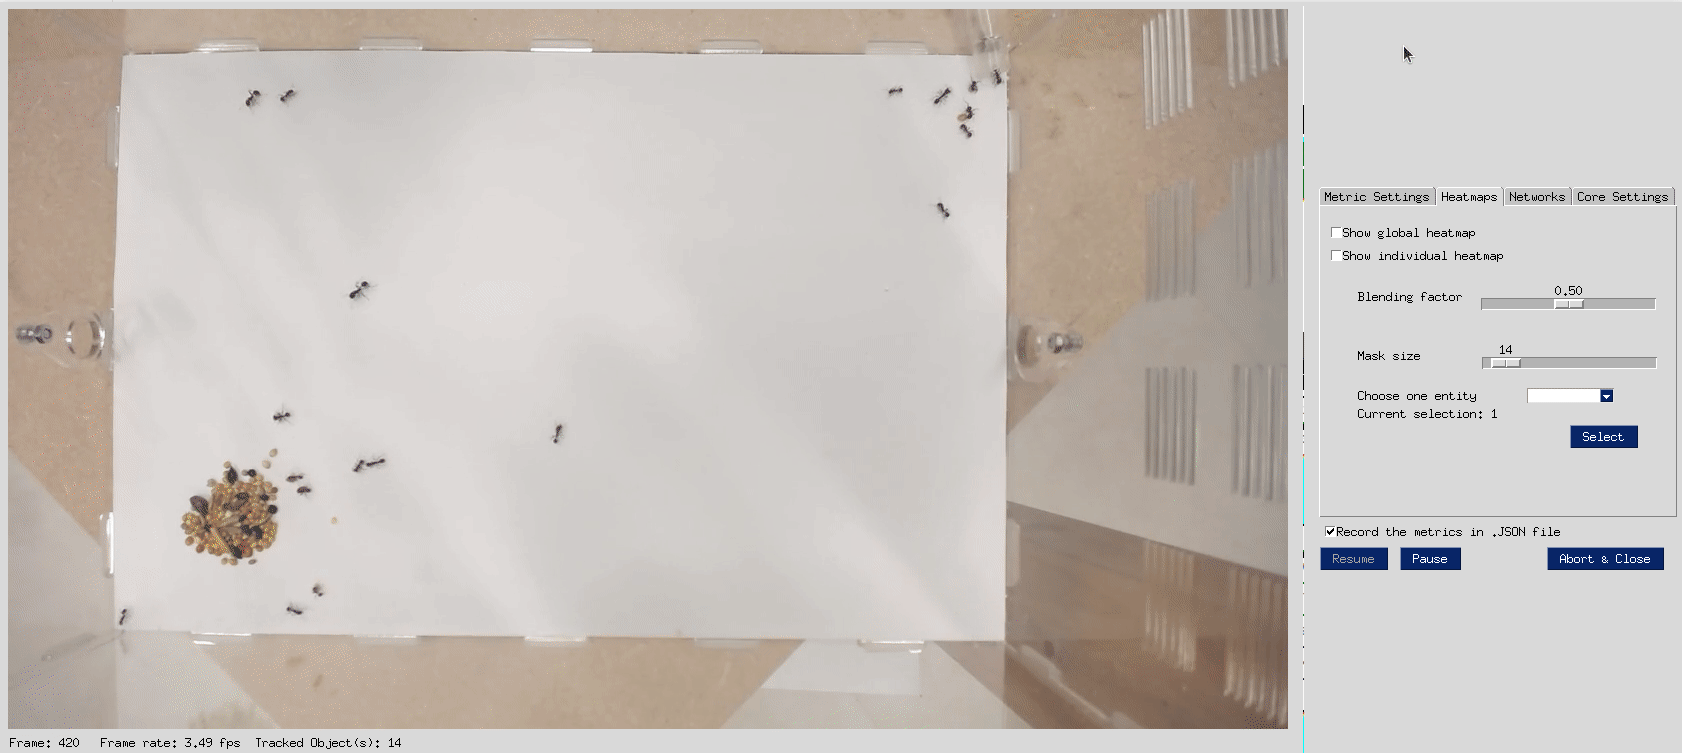 Metric Settings Heatmaps Networks Core Settings
Show global heatmap
Show individual heatmap
0.50
Blending factor
14
Mask size
Choose one entity
Current selection: 1
Select
Record the metrics in .JSON file
Resume Pause Abort & Close
Frame: 420 Frame rate: 3.49 fps Tracked Object(s): 14